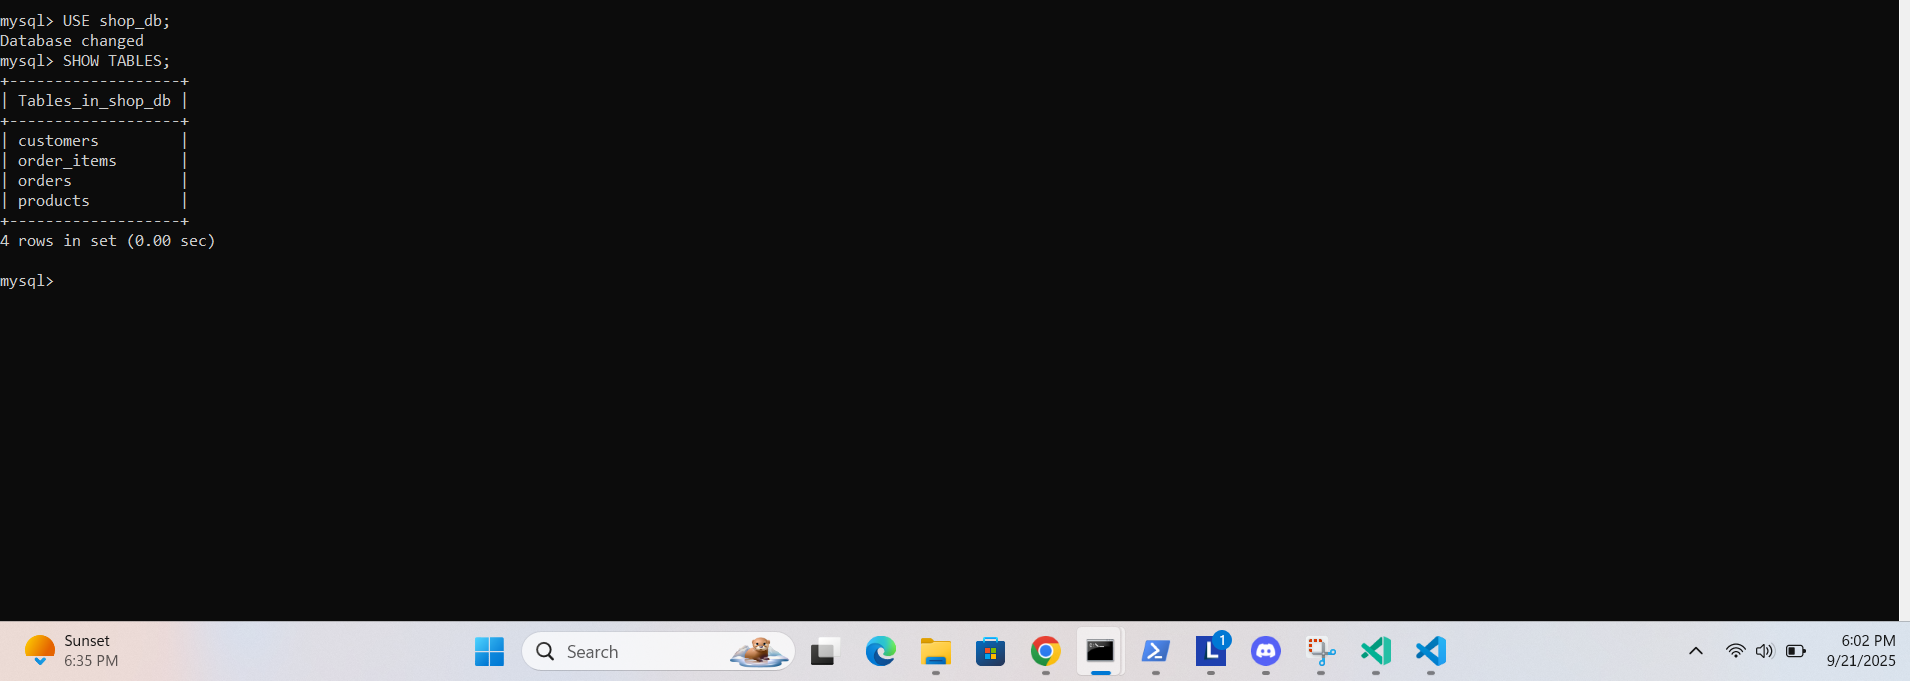 mysql> USE shop_db;
Database changed
mysql> SHOW TABLES;
+-------------------+
| Tables_in_shop_db |
+-------------------+
| customers         |
| order_items       |
| orders            |
| products          |
+-------------------+
4 rows in set (0.00 sec)

mysql>
Sunset
6:35 PM
Search
L
1
6:02 PM
9/21/2025